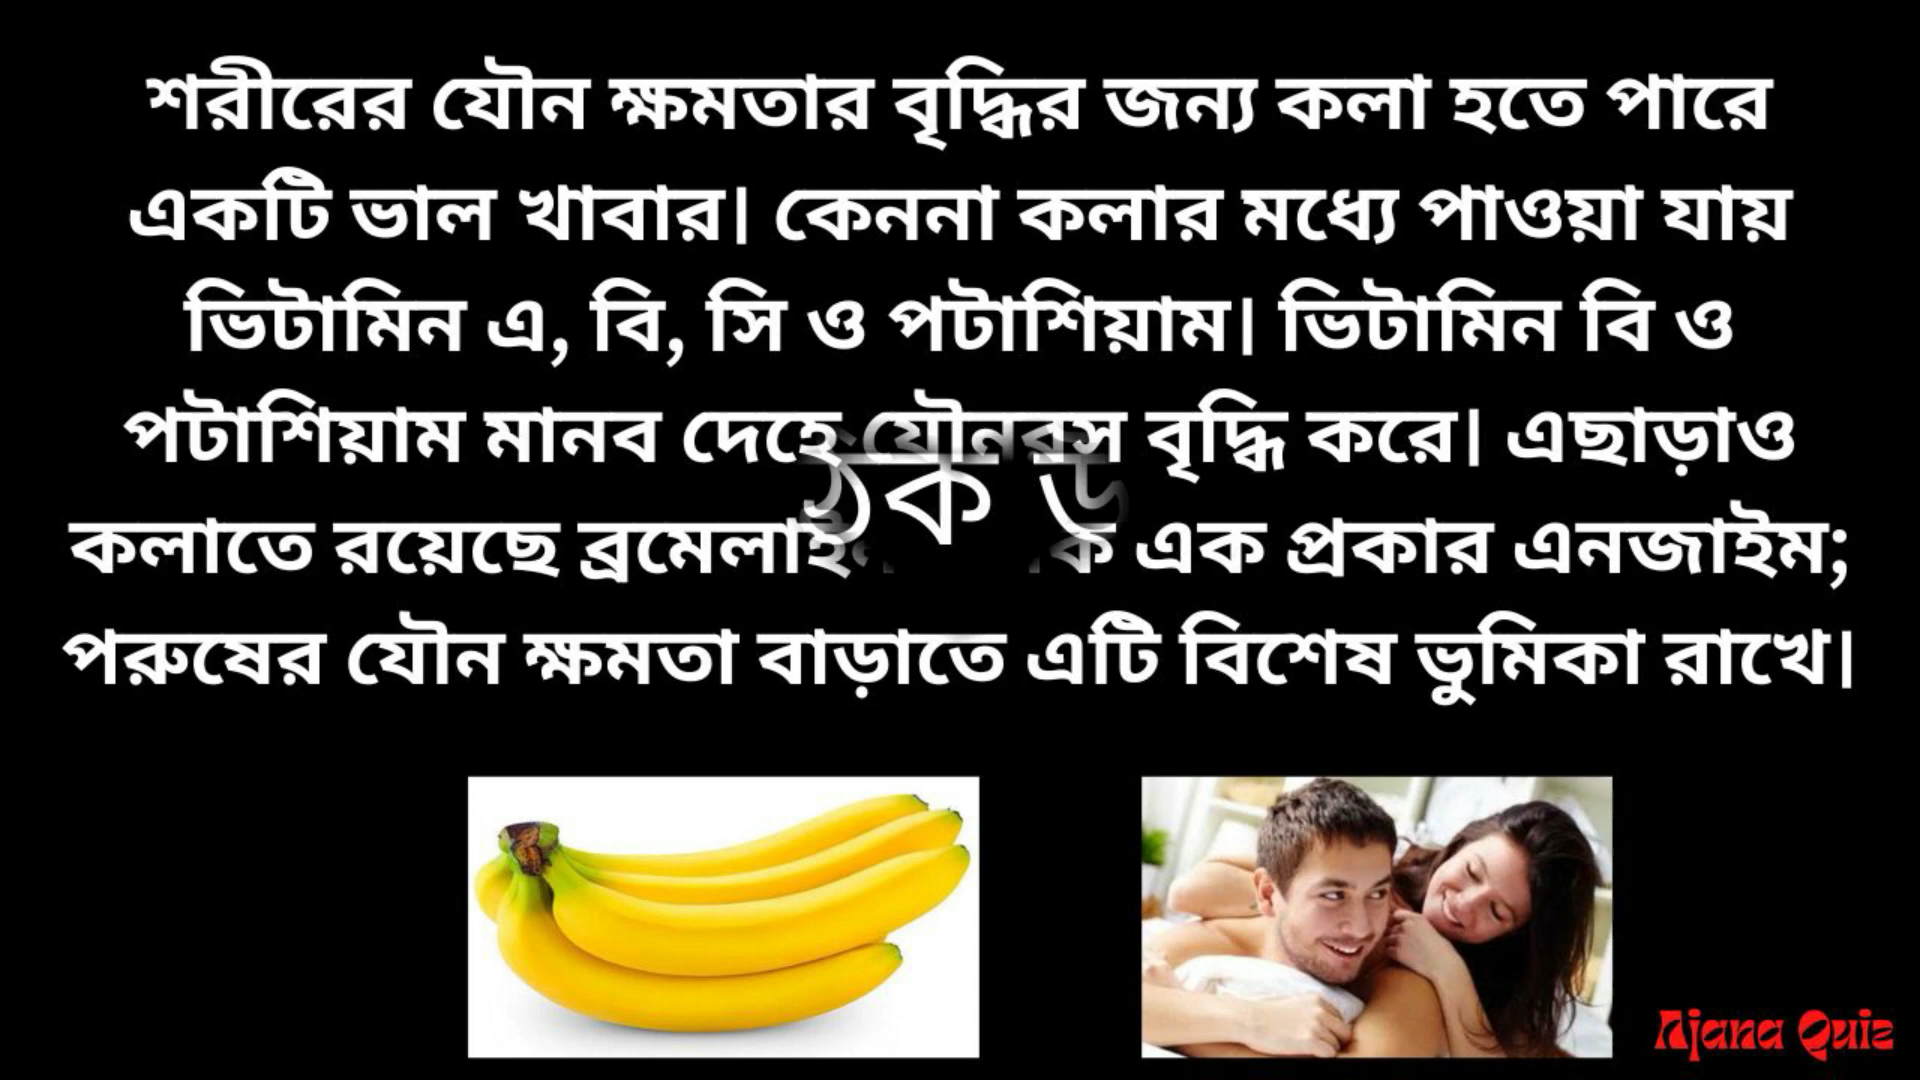 শরীরের যৌন ক্ষমতার বৃদ্ধির জন্য কলা হতে পারে
একটি ভাল খাবার। কেননা কলার মধ্যে পাওয়া যায়
ভিটামিন এ, বি, সি ও পটাশিয়াম। ভিটামিন বি ও
পটাশিয়াম মানব দেহে যৌনরস বৃদ্ধি করে। এছাড়াও
কলাতে রয়েছে এক প্রকার এনজাইম;
পরুষের যৌন ক্ষমতা বাড়াতে এটি বিশেষ ভুমিকা রাখে।
Ajana Quiz